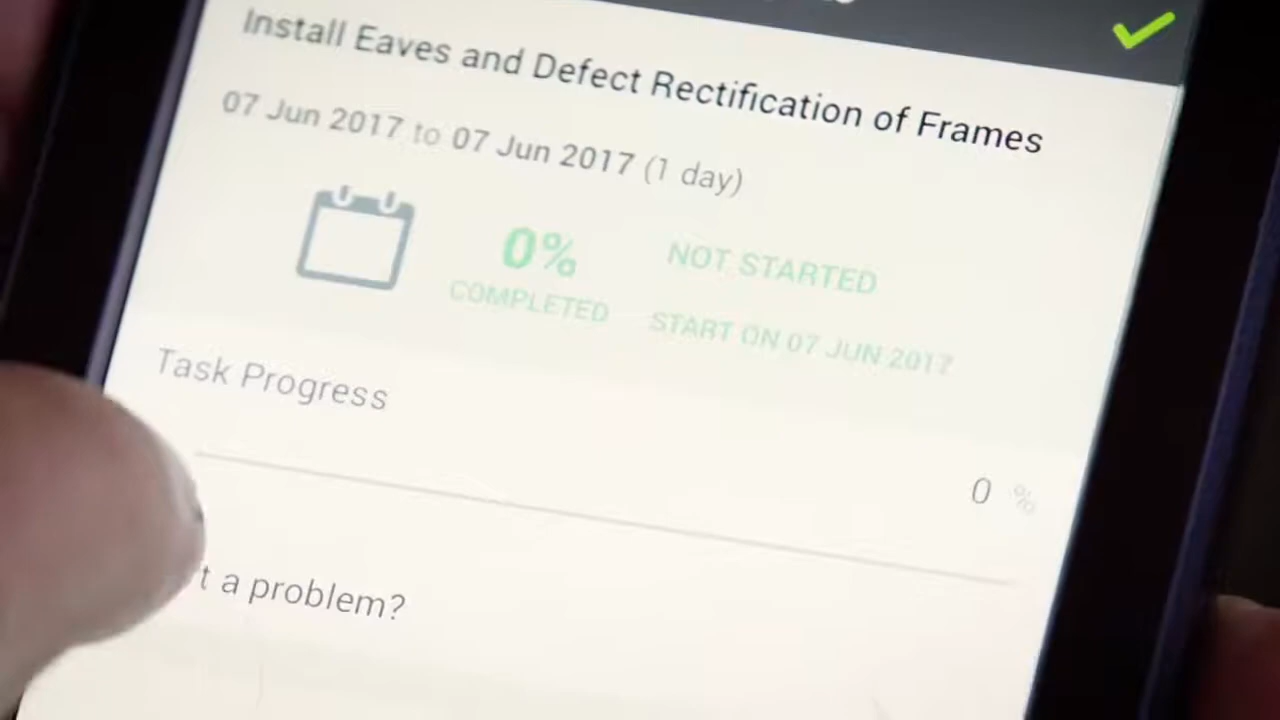 Install Eaves and Defect Rectification of Frames
07 Jun 2017 to 07 Jun 2017 (1 day)
0%
COMPLETED
NOT STARTED
START ON 07 JUN 2017
Task Progress
0 %
t a problem?